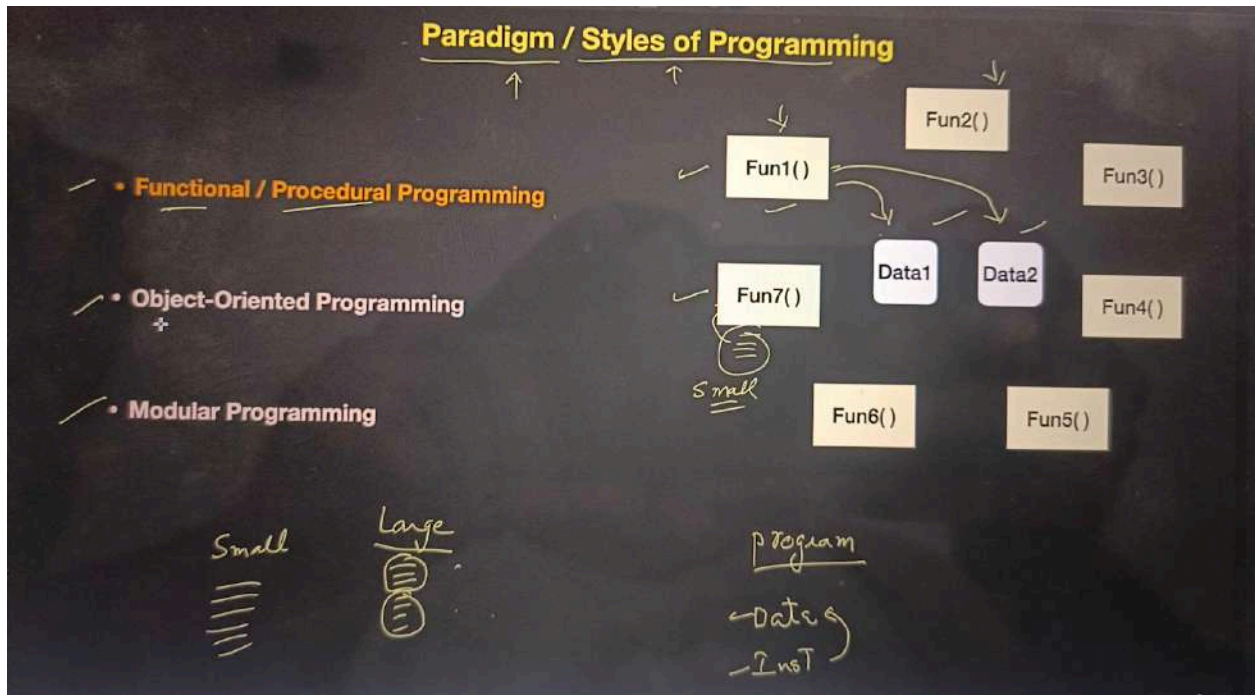 Paradigm / Styles of Programming
• Functional / Procedural Programming
• Object-Oriented Programming
• Modular Programming
Fun1()
Fun2()
Fun3()
Data1
Data2
Fun7()
Fun4()
Small
Fun6()
Fun5()
Small
Large
Program
Data
InsT